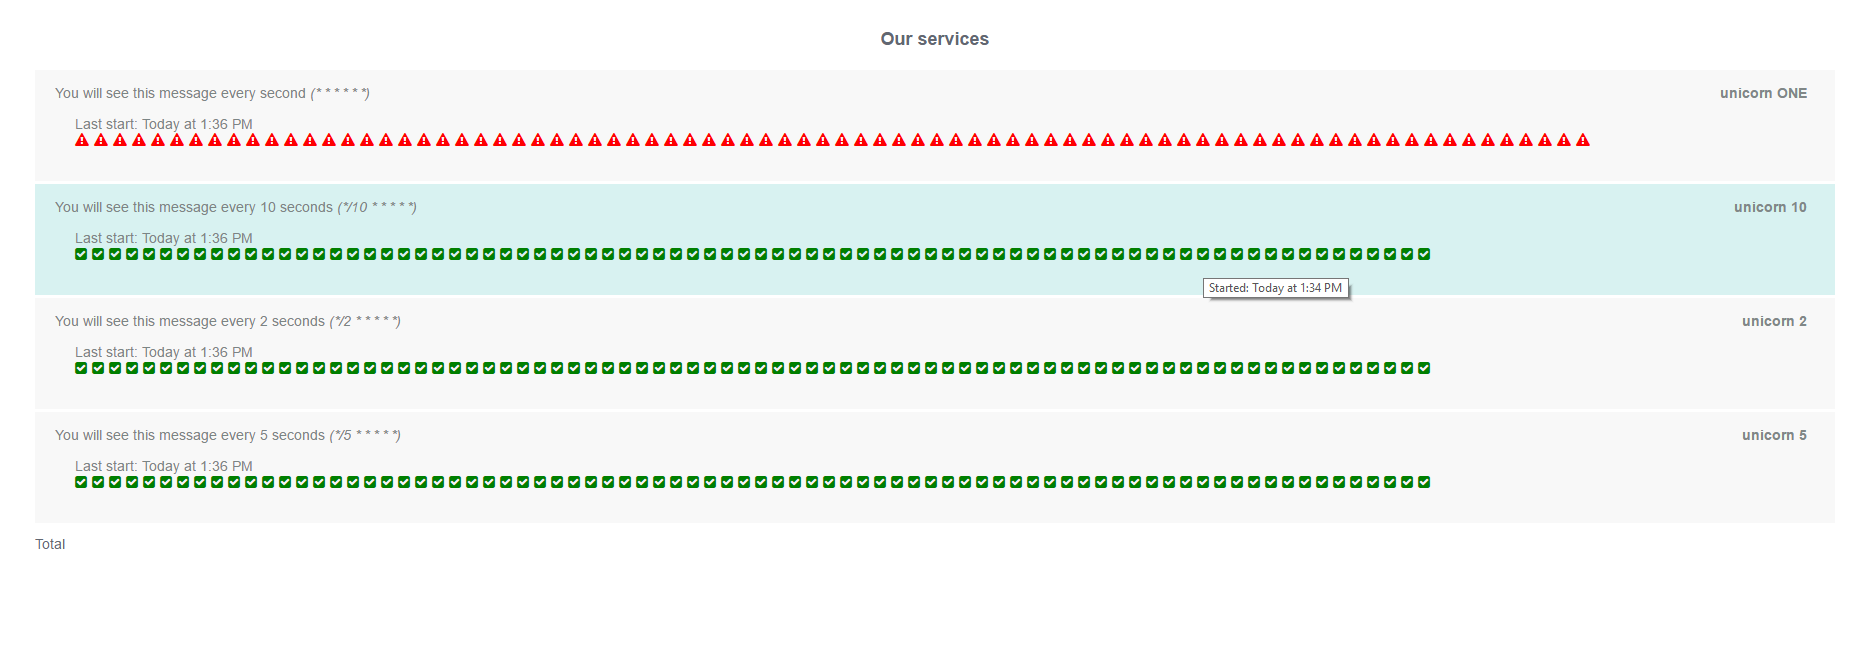 Our services
You will see this message every second (* * * * * *)
unicorn ONE
Last start: Today at 1:36 PM
You will see this message every 10 seconds (*/10 * * * * *)
unicorn 10
Last start: Today at 1:36 PM
Started: Today at 1:34 PM
You will see this message every 2 seconds (*/2 * * * * *)
unicorn 2
Last start: Today at 1:36 PM
You will see this message every 5 seconds (*/5 * * * * *)
unicorn 5
Last start: Today at 1:36 PM
Total